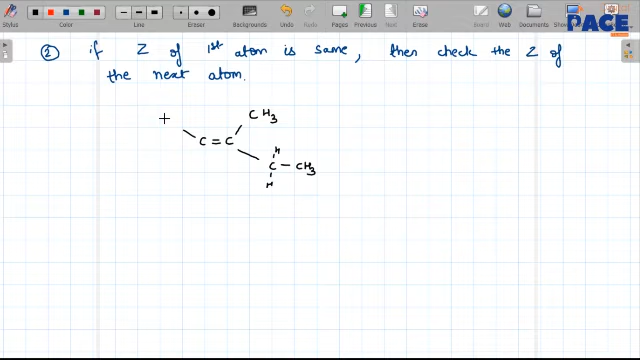 Stylus
Color
Line
Eraser
Backgrounds
Undo
Pages
Previous
Next
Erase
Board
Web
Documents
PACE
② if Z of 1st atom is same, then check the Z of
the next atom.
CH3
C = C
H
C - CH3
H